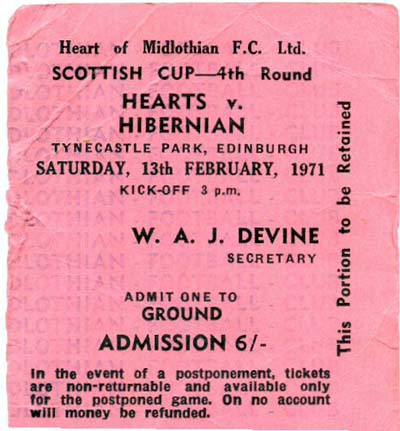 Heart of Midlothian F.C. Ltd.
SCOTTISH CUP—4th Round
HEARTS v.
HIBERNIAN
TYNECASTLE PARK, EDINBURGH
SATURDAY, 13th FEBRUARY, 1971
KICK-OFF 3 p.m.
W. A. J. DEVINE
SECRETARY
ADMIT ONE TO
GROUND
ADMISSION 6/-
In the event of a postponement, tickets
are non-returnable and available only
for the postponed game. On no account
will money be refunded.
This Portion to be Retained